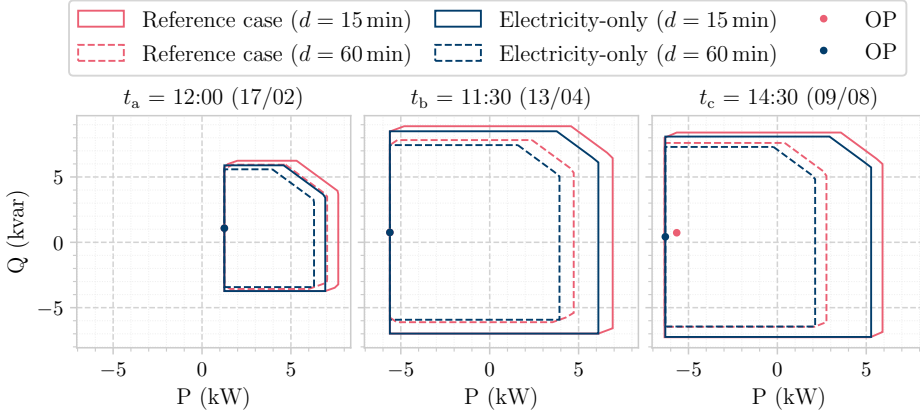 Reference case (d = 15 min) Electricity-only (d = 15 min) OP
Reference case (d = 60 min) Electricity-only (d = 60 min) OP
t_a = 12:00 (17/02) t_b = 11:30 (13/04) t_c = 14:30 (09/08)
5
0
−5
Q (kvar)
−5 0 5 −5 0 5 −5 0 5
P (kW) P (kW) P (kW)